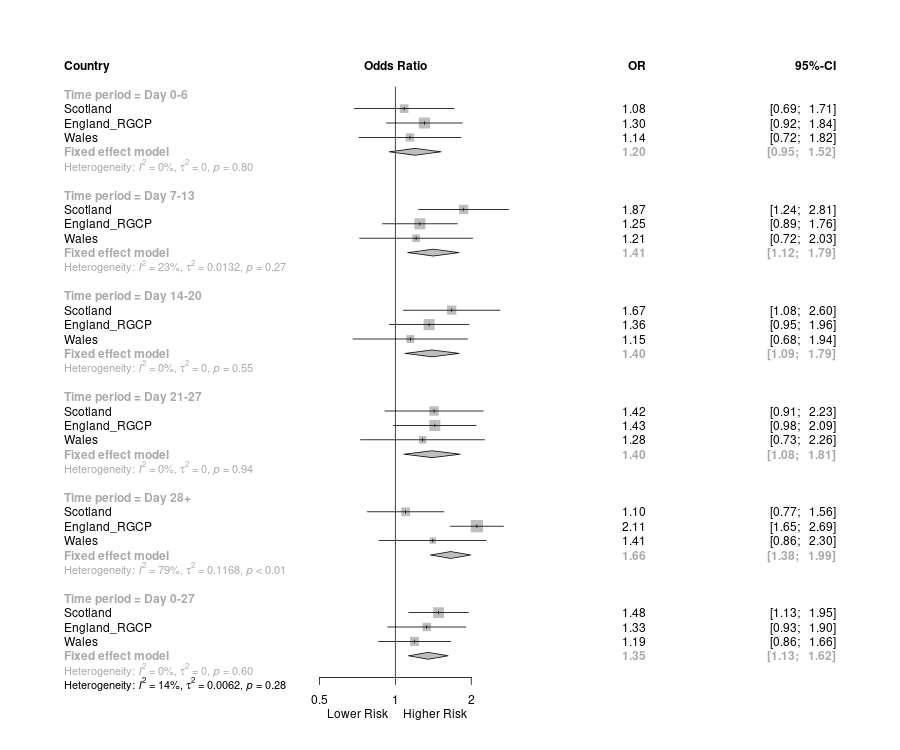 Country Odds Ratio OR 95%-CI
Time period = Day 0-6
Scotland 1.08 [0.69; 1.71]
England_RGCP 1.30 [0.92; 1.84]
Wales 1.14 [0.72; 1.82]
Fixed effect model 1.20 [0.95; 1.52]
Heterogeneity: I² = 0%, τ² = 0, p = 0.80
Time period = Day 7-13
Scotland 1.87 [1.24; 2.81]
England_RGCP 1.25 [0.89; 1.76]
Wales 1.21 [0.72; 2.03]
Fixed effect model 1.41 [1.12; 1.79]
Heterogeneity: I² = 23%, τ² = 0.0132, p = 0.27
Time period = Day 14-20
Scotland 1.67 [1.08; 2.60]
England_RGCP 1.36 [0.95; 1.96]
Wales 1.15 [0.68; 1.94]
Fixed effect model 1.40 [1.09; 1.79]
Heterogeneity: I² = 0%, τ² = 0, p = 0.55
Time period = Day 21-27
Scotland 1.42 [0.91; 2.23]
England_RGCP 1.43 [0.98; 2.09]
Wales 1.28 [0.73; 2.26]
Fixed effect model 1.40 [1.08; 1.81]
Heterogeneity: I² = 0%, τ² = 0, p = 0.94
Time period = Day 28+
Scotland 1.10 [0.77; 1.56]
England_RGCP 2.11 [1.65; 2.69]
Wales 1.41 [0.86; 2.30]
Fixed effect model 1.66 [1.38; 1.99]
Heterogeneity: I² = 79%, τ² = 0.1168, p < 0.01
Time period = Day 0-27
Scotland 1.48 [1.13; 1.95]
England_RGCP 1.33 [0.93; 1.90]
Wales 1.19 [0.86; 1.66]
Fixed effect model 1.35 [1.13; 1.62]
Heterogeneity: I² = 0%, τ² = 0, p = 0.60
Heterogeneity: I² = 14%, τ² = 0.0062, p = 0.28
0.5 1 2
Lower Risk Higher Risk